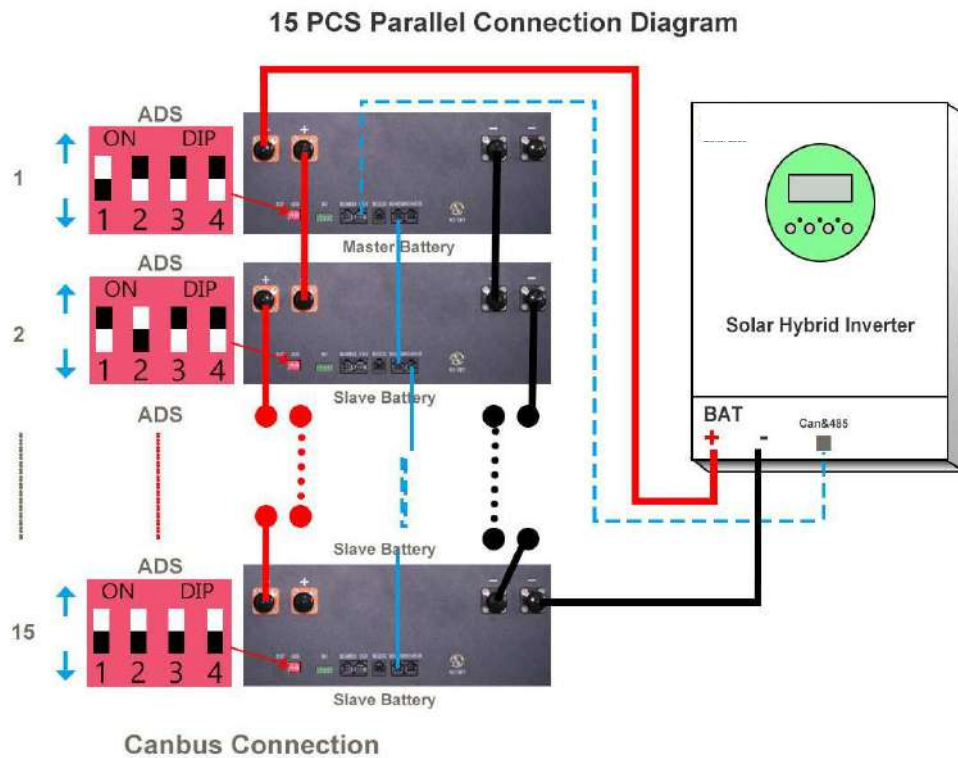 15 PCS Parallel Connection Diagram
ADS
ON DIP
1
1 2 3 4
+
- -
Master Battery
ADS
ON DIP
2
1 2 3 4
+
- -
Slave Battery
Solar Hybrid Inverter
ADS
BAT
+ -
Can&485
Slave Battery
ADS
ON DIP
15
1 2 3 4
+
- -
Slave Battery
Canbus Connection